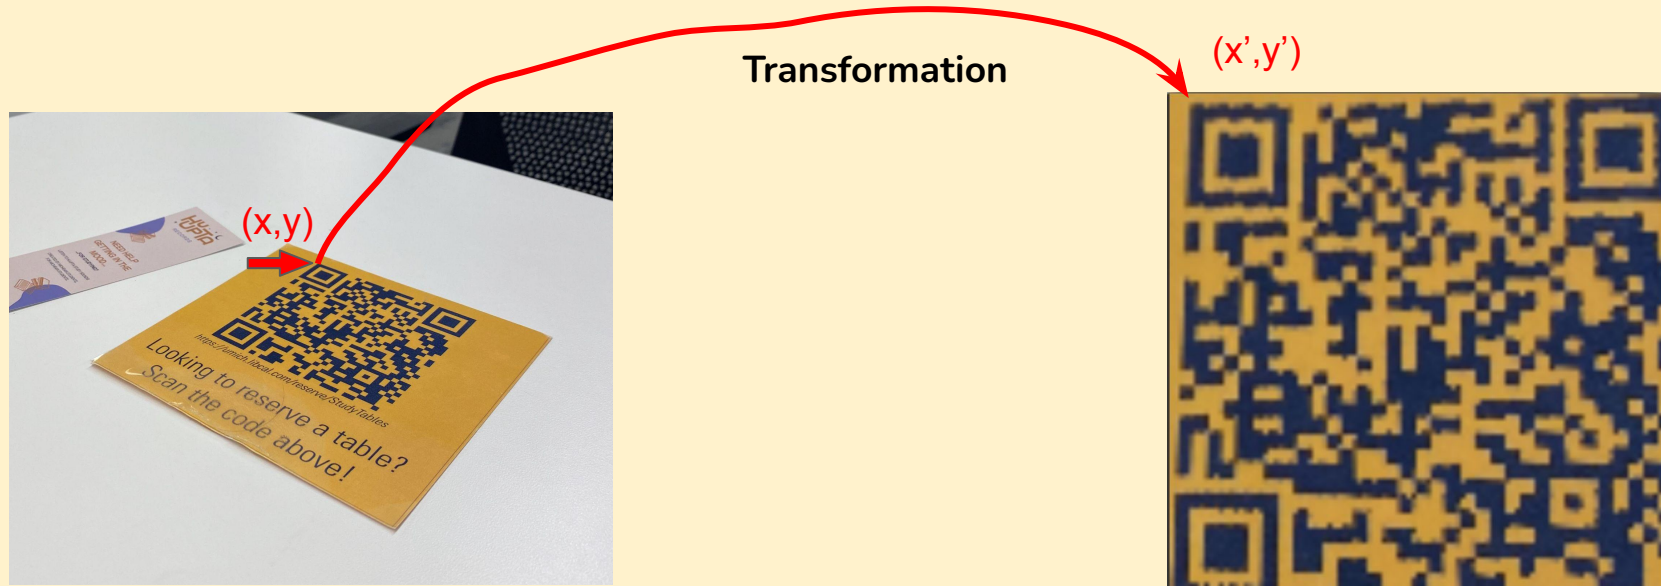 Transformation
(x',y')
(x,y)
NEED HELP
GETTING IN THE
MOOD...
https://umich.libcal.com/reserve/StudyTables
Looking to reserve a table?
Scan the code above!